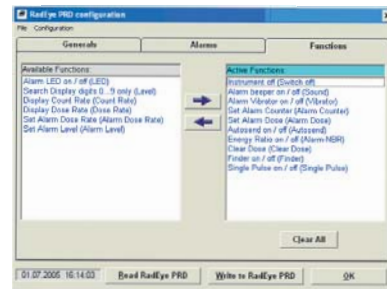 RadEye PRD configuration
File Configuration
Generals Alarms Functions
Available Functions:
Alarm LED on / off (LED)
Search Display digits 0...9 only (Level)
Display Count Rate (Count Rate)
Display Dose Rate (Dose Rate)
Set Alarm Dose Rate (Alarm Dose Rate)
Set Alarm Level (Alarm Level)
Active Functions:
Instrument off (Switch off)
Alarm beeper on / off (Sound)
Alarm Vibrator on / off (Vibrator)
Set Alarm Counter (Alarm Counter)
Set Alarm Dose (Alarm Dose)
Autosend on / off (Autosend)
Energy Ratio on / off (Alarm-NBR)
Clear Dose (Clear Dose)
Finder on / off (Finder)
Single Pulse on / off (Single Pulse)
Clear All
01.07.2005 16:14:03 Read RadEye PRD Write to RadEye PRD OK